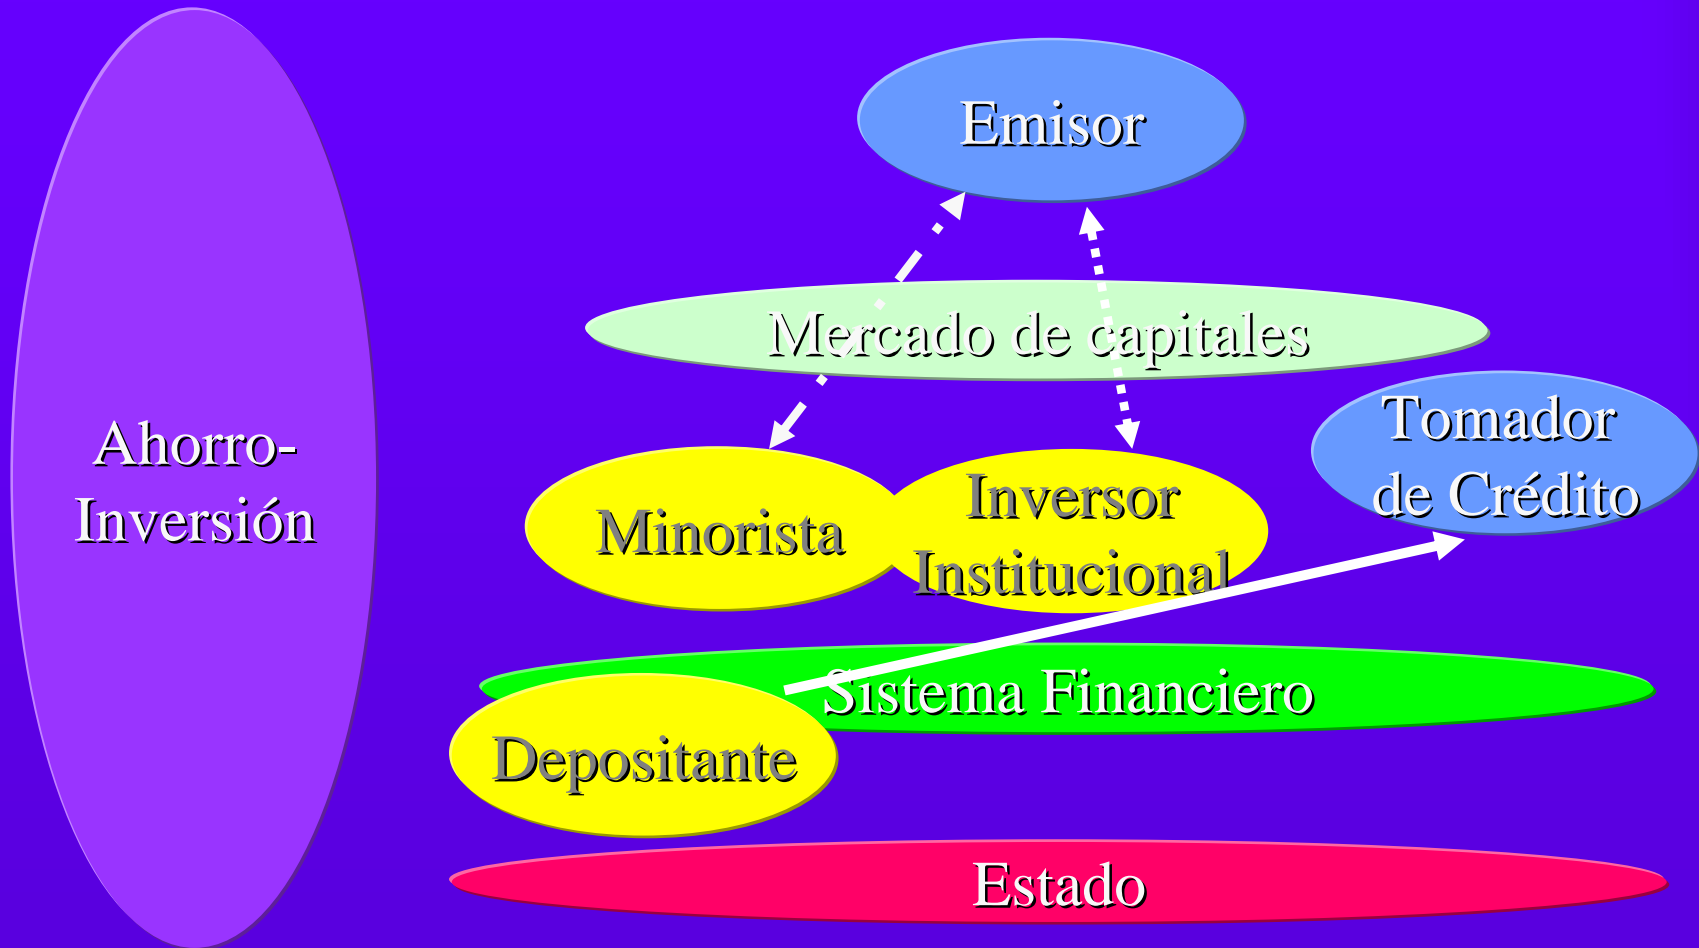 Emisor
Mercado de capitales
Ahorro-
Inversión
Minorista
Inversor
Institucional
Tomador
de Crédito
Sistema Financiero
Depositante
Estado